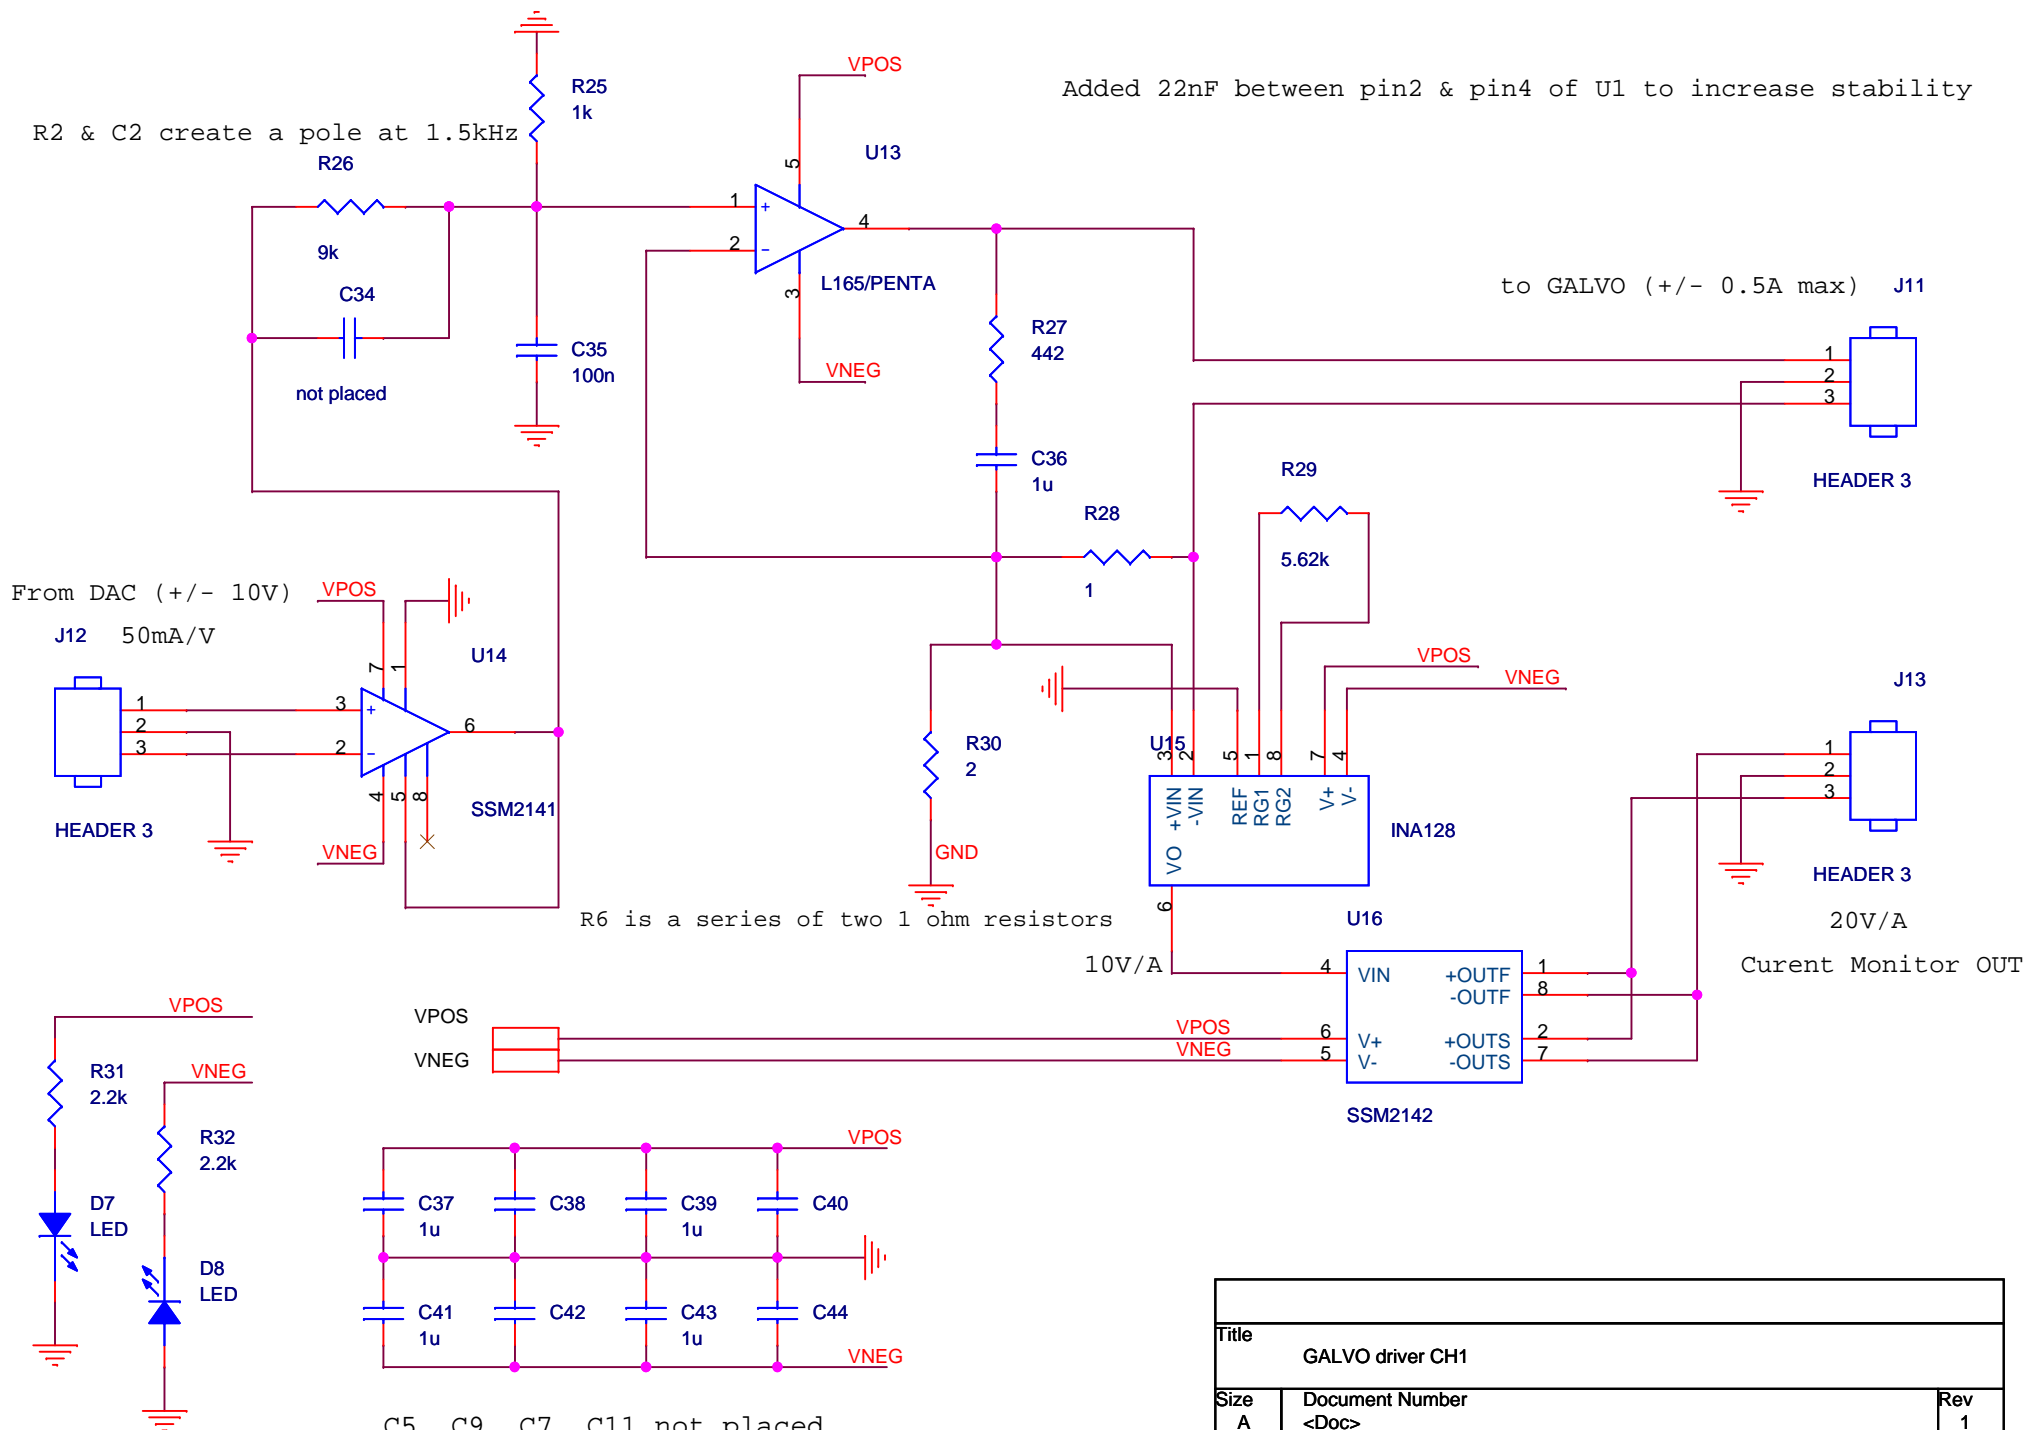 R25
1k
VPOS
Added 22nF between pin2 & pin4 of U1 to increase stability
R2 & C2 create a pole at 1.5kHz
R26
9k
C34
not placed
C35
100n
U13
5
1
+
2
-
4
3
L165/PENTA
VNEG
R27
442
C36
1u
to GALVO (+/- 0.5A max)
J11
1
2
3
HEADER 3
R28
1
R29
5.62k
From DAC (+/- 10V)
50mA/V
VPOS
J12
1
2
3
HEADER 3
U14
7
1
3
+
2
-
6
4
5
8
SSM2141
VNEG
R30
2
GND
R6 is a series of two 1 ohm resistors
VPOS
VNEG
U15
3
2
5
1
8
7
4
+VIN
-VIN
REF
RG1
RG2
V+
V-
VO
INA128
6
10V/A
J13
1
2
3
HEADER 3
20V/A
Curent Monitor OUT
U16
4
VIN
+OUTF
1
-OUTF
8
6
V+
+OUTS
2
5
V-
-OUTS
7
SSM2142
VPOS
VNEG
VPOS
VNEG
VPOS
R31
2.2k
D7
LED
VNEG
R32
2.2k
D8
LED
VPOS
C37
1u
C38
C39
1u
C40
C41
1u
C42
C43
1u
C44
VNEG
C5, C9, C7, C11 not placed
Title
GALVO driver CH1
Size
A
Document Number
<Doc>
Rev
1